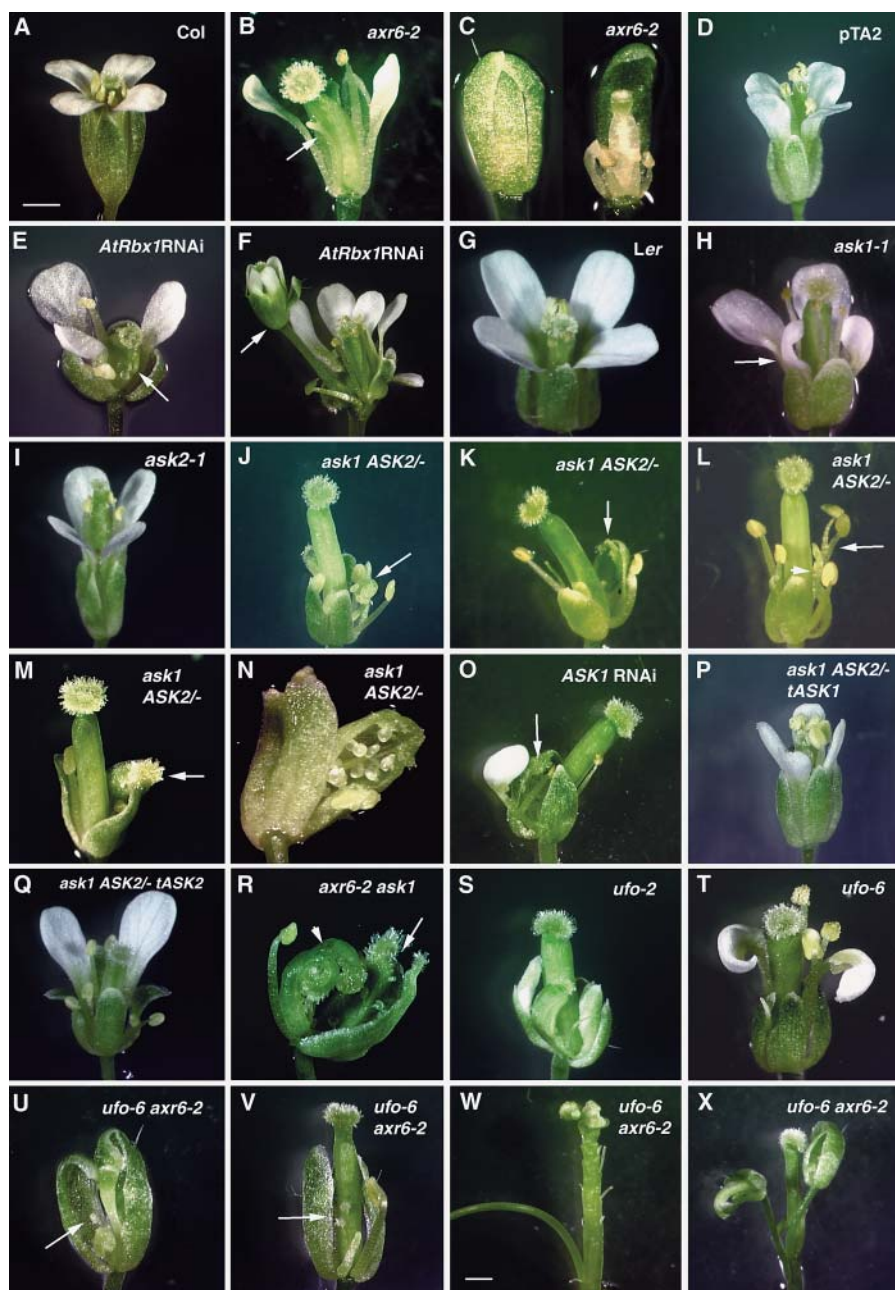 A Col
B axr6-2
C axr6-2
D pTA2
E AtRbx1RNAi
F AtRbx1RNAi
G Ler
H ask1-1
I ask2-1
J ask1 ASK2/-
K ask1 ASK2/-
L ask1
ASK2/-
M ask1
ASK2/-
N ask1
ASK2/-
O ASK1 RNAi
P ask1 ASK2/-
tASK1
Q ask1 ASK2/- tASK2
R axr6-2 ask1
S ufo-2
T ufo-6
U ufo-6 axr6-2
V ufo-6
axr6-2
W ufo-6
axr6-2
X ufo-6 axr6-2